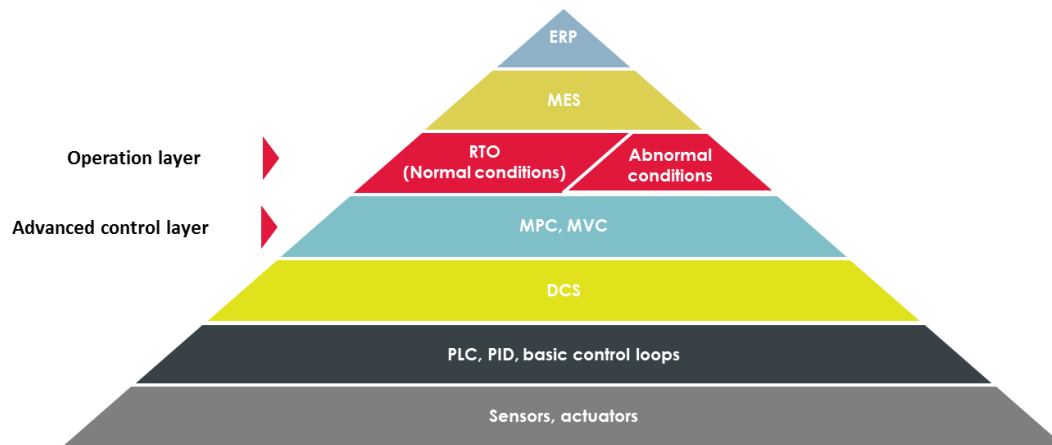 ERP
MES
Operation layer
RTO
(Normal conditions)
Abnormal
conditions
Advanced control layer
MPC, MVC
DCS
PLC, PID, basic control loops
Sensors, actuators